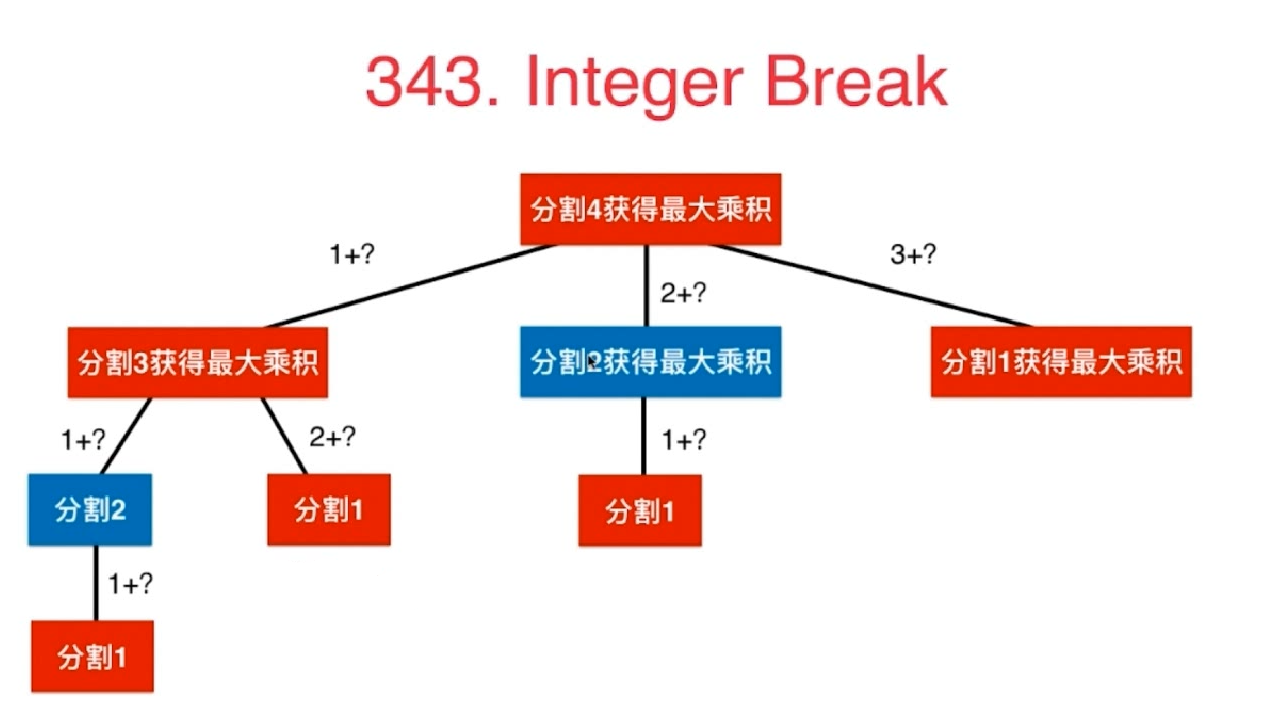 343. Integer Break
分割4获得最大乘积
1+?
2+?
3+?
分割3获得最大乘积
分割2获得最大乘积
分割1获得最大乘积
1+?
2+?
1+?
分割2
分割1
分割1
1+?
分割1